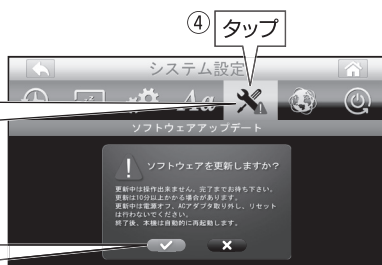 ④ タップ
システム設定
Aa
ソフトウェアアップデート
! ソフトウェアを更新しますか?
更新中は操作出来ません。完了までお待ち下さい。
更新に10分以上かかる場合があります。
更新中は電源オフ、ACアダプタ取り外し、リセット
は行わないでください。
終了後、本機は自動的に再起動します。